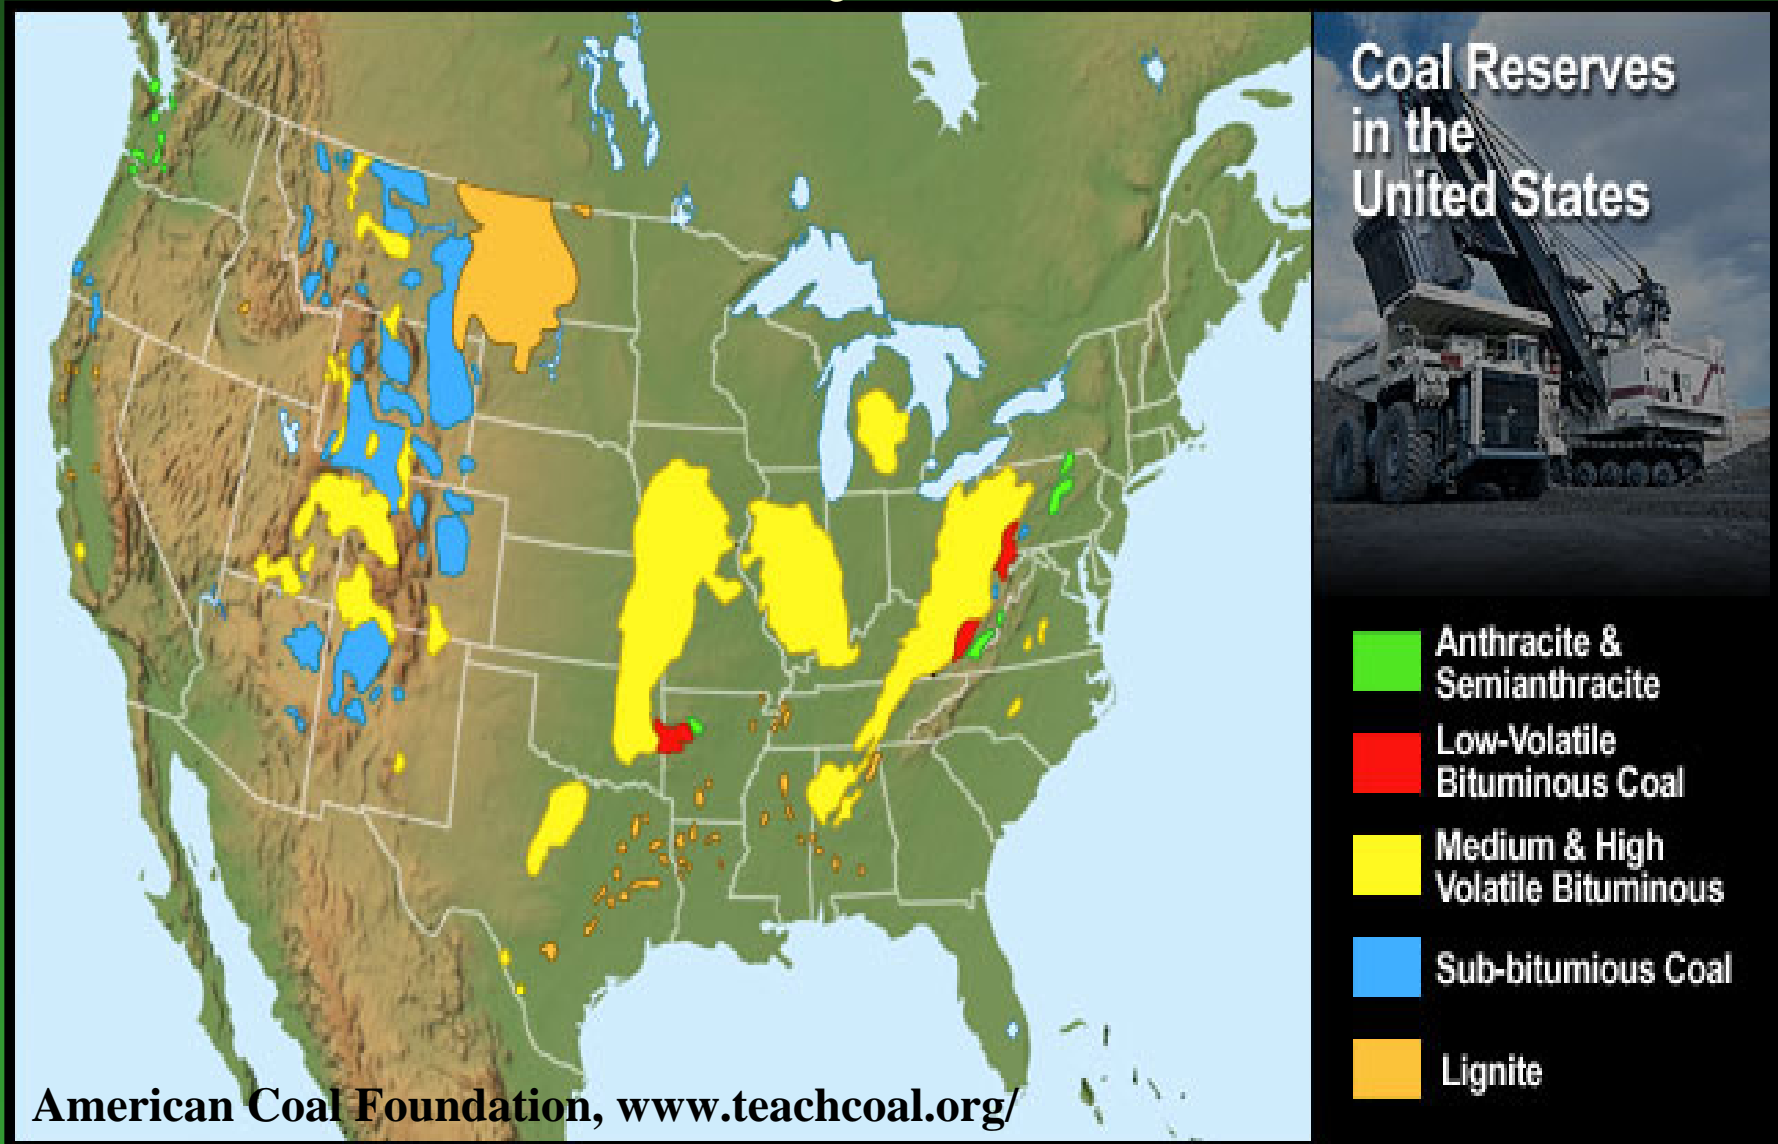 Coal Reserves
in the
United States
Anthracite &
Semianthracite
Low-Volatile
Bituminous Coal
Medium & High
Volatile Bituminous
Sub-bitumious Coal
Lignite
American Coal Foundation, www.teachcoal.org/